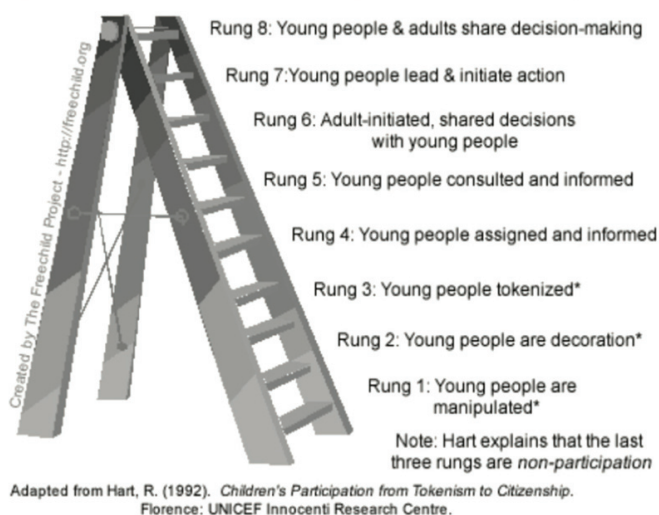 Rung 8: Young people & adults share decision-making
Rung 7:Young people lead & initiate action
Rung 6: Adult-initiated, shared decisions
with young people
Rung 5: Young people consulted and informed
Rung 4: Young people assigned and informed
Rung 3: Young people tokenized*
Rung 2: Young people are decoration*
Rung 1: Young people are
manipulated*
Note: Hart explains that the last
three rungs are non-participation
Created by The Freechild Project - http://freechild.org
Adapted from Hart, R. (1992). Children's Participation from Tokenism to Citizenship.
Florence: UNICEF Innocenti Research Centre.